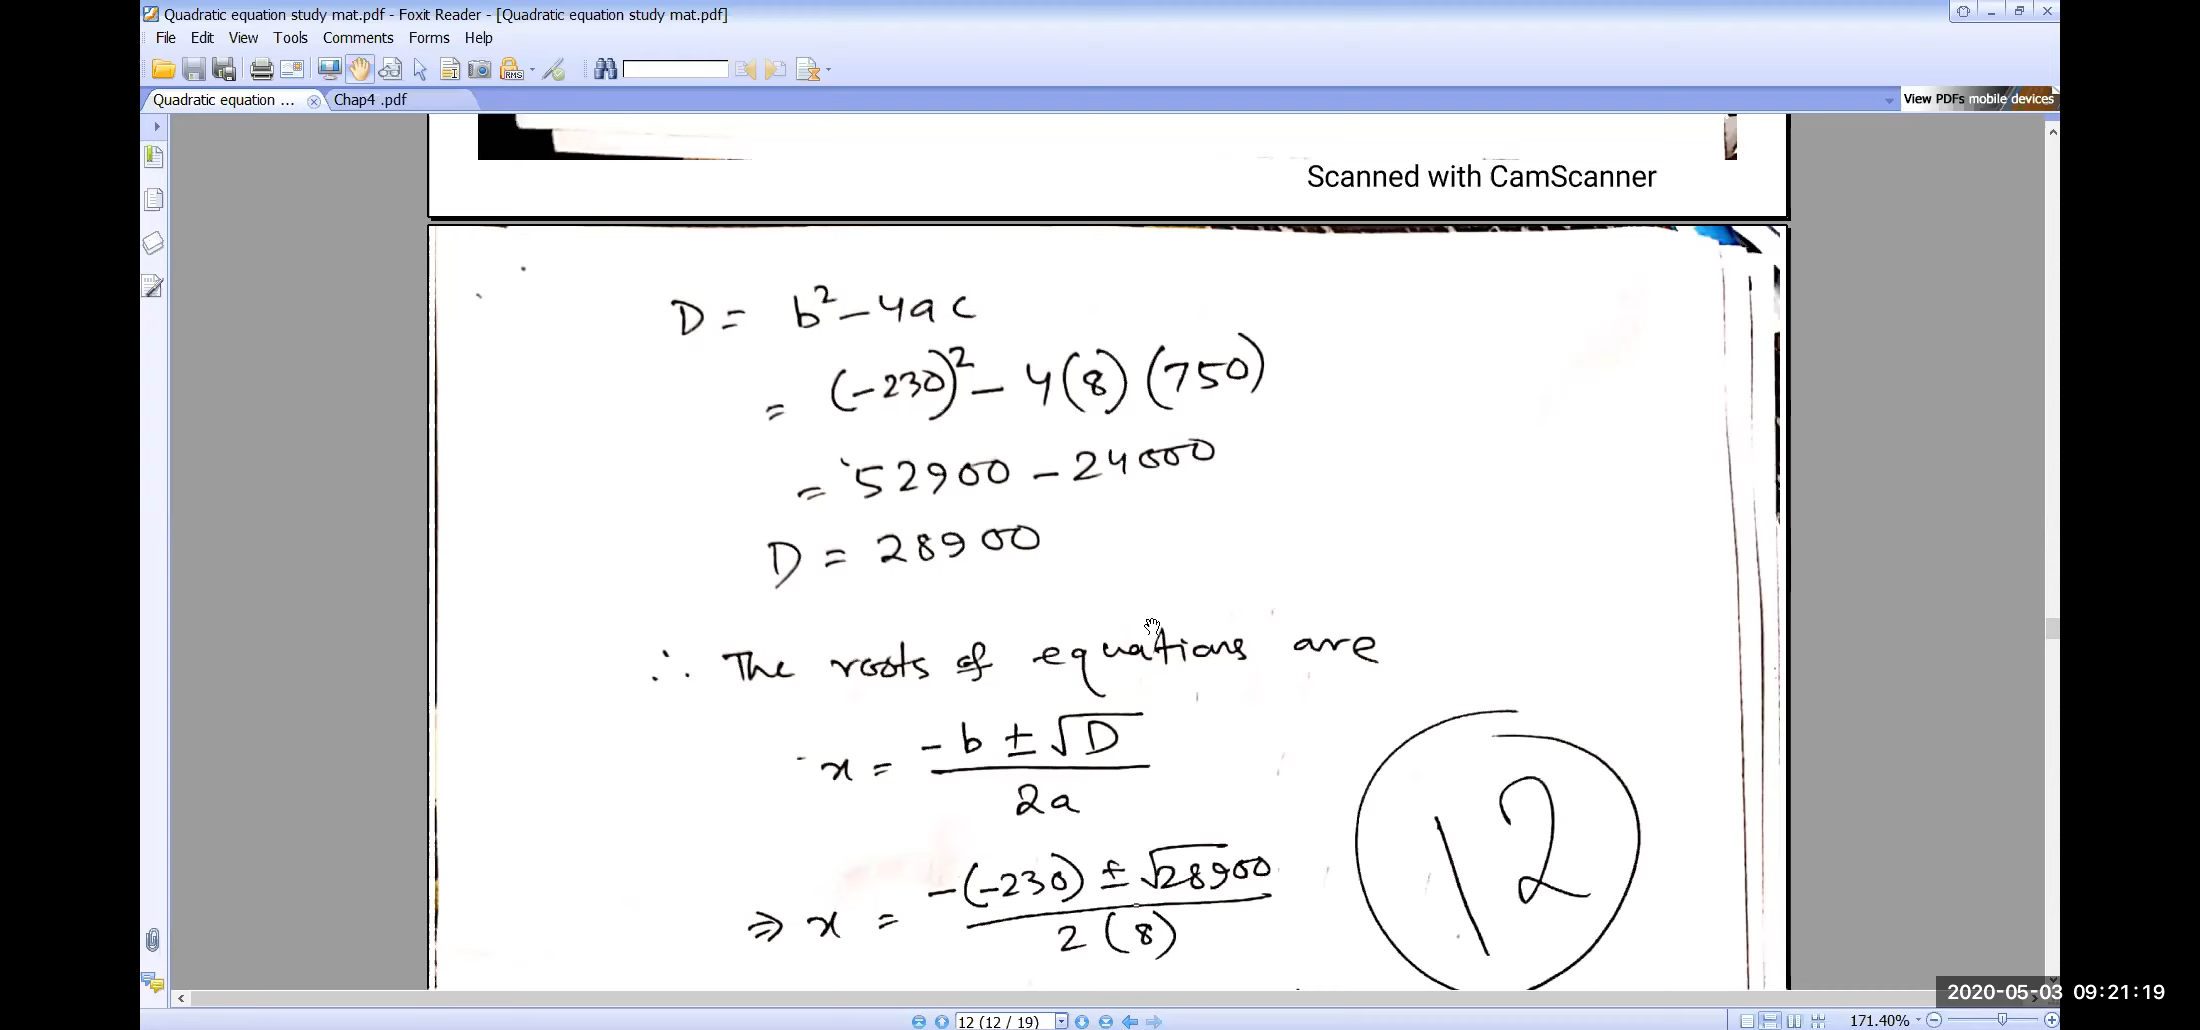 Quadratic equation study mat.pdf - Foxit Reader - [Quadratic equation study mat.pdf]
File Edit View Tools Comments Forms Help
RMS
Quadratic equation ... Chap4 .pdf
View PDFs mobile devices
Scanned with CamScanner
D = b² - 4ac
= (-230)² - 4(8)(750)
= 52900 - 24000
D = 28900
∴ The roots of equations are
x = (-b ± √D) / 2a
⇒ x = (-(-230) ± √28900) / 2(8)
12
2020-05-03 09:21:19
12 (12 / 19)
171.40%